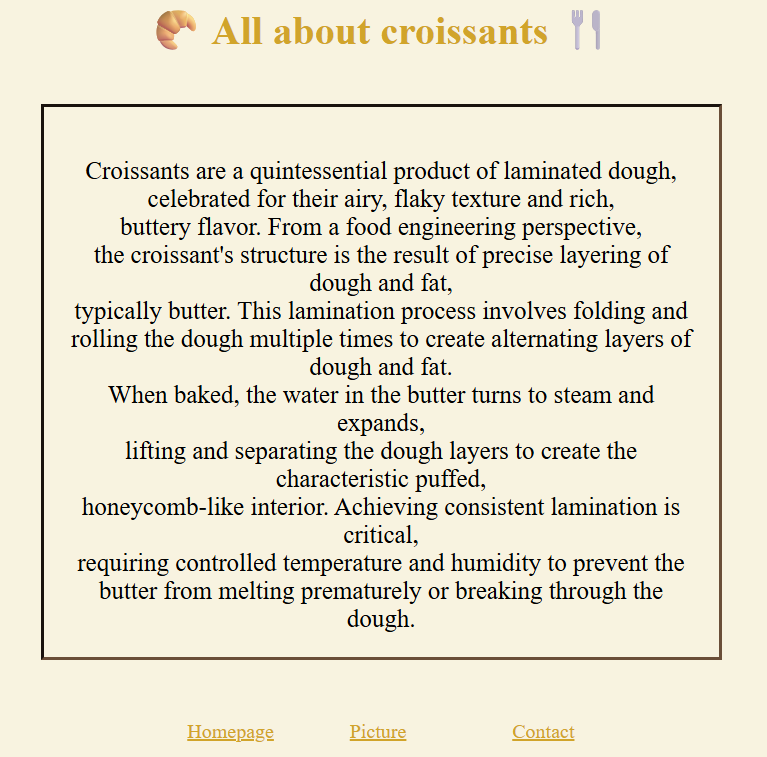 🥐 All about croissants 🍴
Croissants are a quintessential product of laminated dough,
celebrated for their airy, flaky texture and rich,
buttery flavor. From a food engineering perspective,
the croissant's structure is the result of precise layering of
dough and fat,
typically butter. This lamination process involves folding and
rolling the dough multiple times to create alternating layers of
dough and fat.
When baked, the water in the butter turns to steam and
expands,
lifting and separating the dough layers to create the
characteristic puffed,
honeycomb-like interior. Achieving consistent lamination is
critical,
requiring controlled temperature and humidity to prevent the
butter from melting prematurely or breaking through the
dough.
Homepage Picture Contact